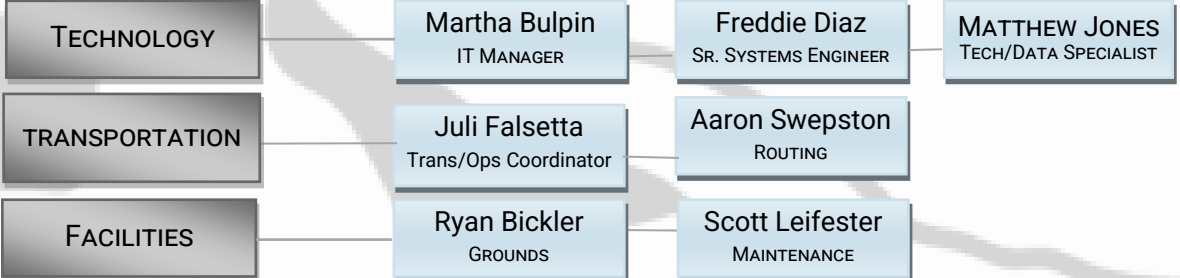 TECHNOLOGY
Martha Bulpin
IT MANAGER
Freddie Diaz
SR. SYSTEMS ENGINEER
MATTHEW JONES
TECH/DATA SPECIALIST
TRANSPORTATION
Juli Falsetta
Trans/Ops Coordinator
Aaron Swepston
ROUTING
FACILITIES
Ryan Bickler
GROUNDS
Scott Leifester
MAINTENANCE